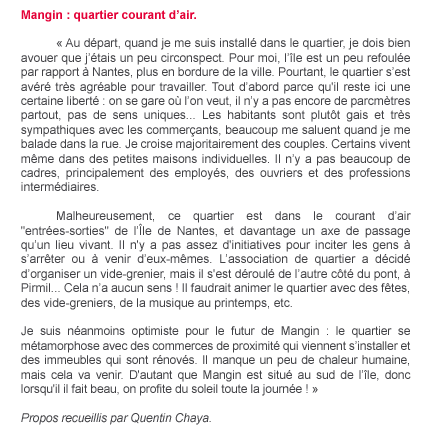 Mangin : quartier courant d'air.
« Au départ, quand je me suis installé dans le quartier, je dois bien
avouer que j'étais un peu circonspect. Pour moi, l'île est un peu refoulée
par rapport à Nantes, plus en bordure de la ville. Pourtant, le quartier s'est
avéré très agréable pour travailler. Tout d'abord parce qu'il reste ici une
certaine liberté : on se gare où l'on veut, il n'y a pas encore de parcmètres
partout, pas de sens uniques... Les habitants sont plutôt gais et très
sympathiques avec les commerçants, beaucoup me saluent quand je me
balade dans la rue. Je croise majoritairement des couples. Certains vivent
même dans des petites maisons individuelles. Il n'y a pas beaucoup de
cadres, principalement des employés, des ouvriers et des professions
intermédiaires.
Malheureusement, ce quartier est dans le courant d'air
"entrées-sorties" de l'Île de Nantes, et davantage un axe de passage
qu'un lieu vivant. Il n'y a pas assez d'initiatives pour inciter les gens à
s'arrêter ou à venir d'eux-mêmes. L'association de quartier a décidé
d'organiser un vide-grenier, mais il s'est déroulé de l'autre côté du pont, à
Pirmil... Cela n'a aucun sens ! Il faudrait animer le quartier avec des fêtes,
des vide-greniers, de la musique au printemps, etc.
Je suis néanmoins optimiste pour le futur de Mangin : le quartier se
métamorphose avec des commerces de proximité qui viennent s'installer et
des immeubles qui sont rénovés. Il manque un peu de chaleur humaine,
mais cela va venir. D'autant que Mangin est situé au sud de l'île, donc
lorsqu'il il fait beau, on profite du soleil toute la journée ! »
Propos recueillis par Quentin Chaya.